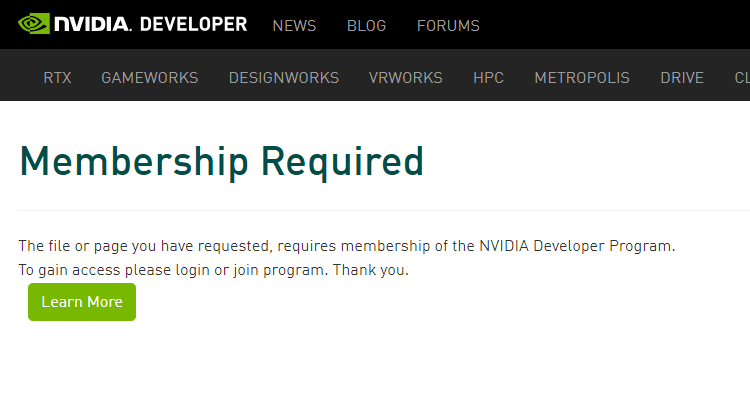 NVIDIA. DEVELOPER NEWS BLOG FORUMS
RTX GAMEWORKS DESIGNWORKS VRWORKS HPC METROPOLIS DRIVE CL
Membership Required
The file or page you have requested, requires membership of the NVIDIA Developer Program.
To gain access please login or join program. Thank you.
Learn More